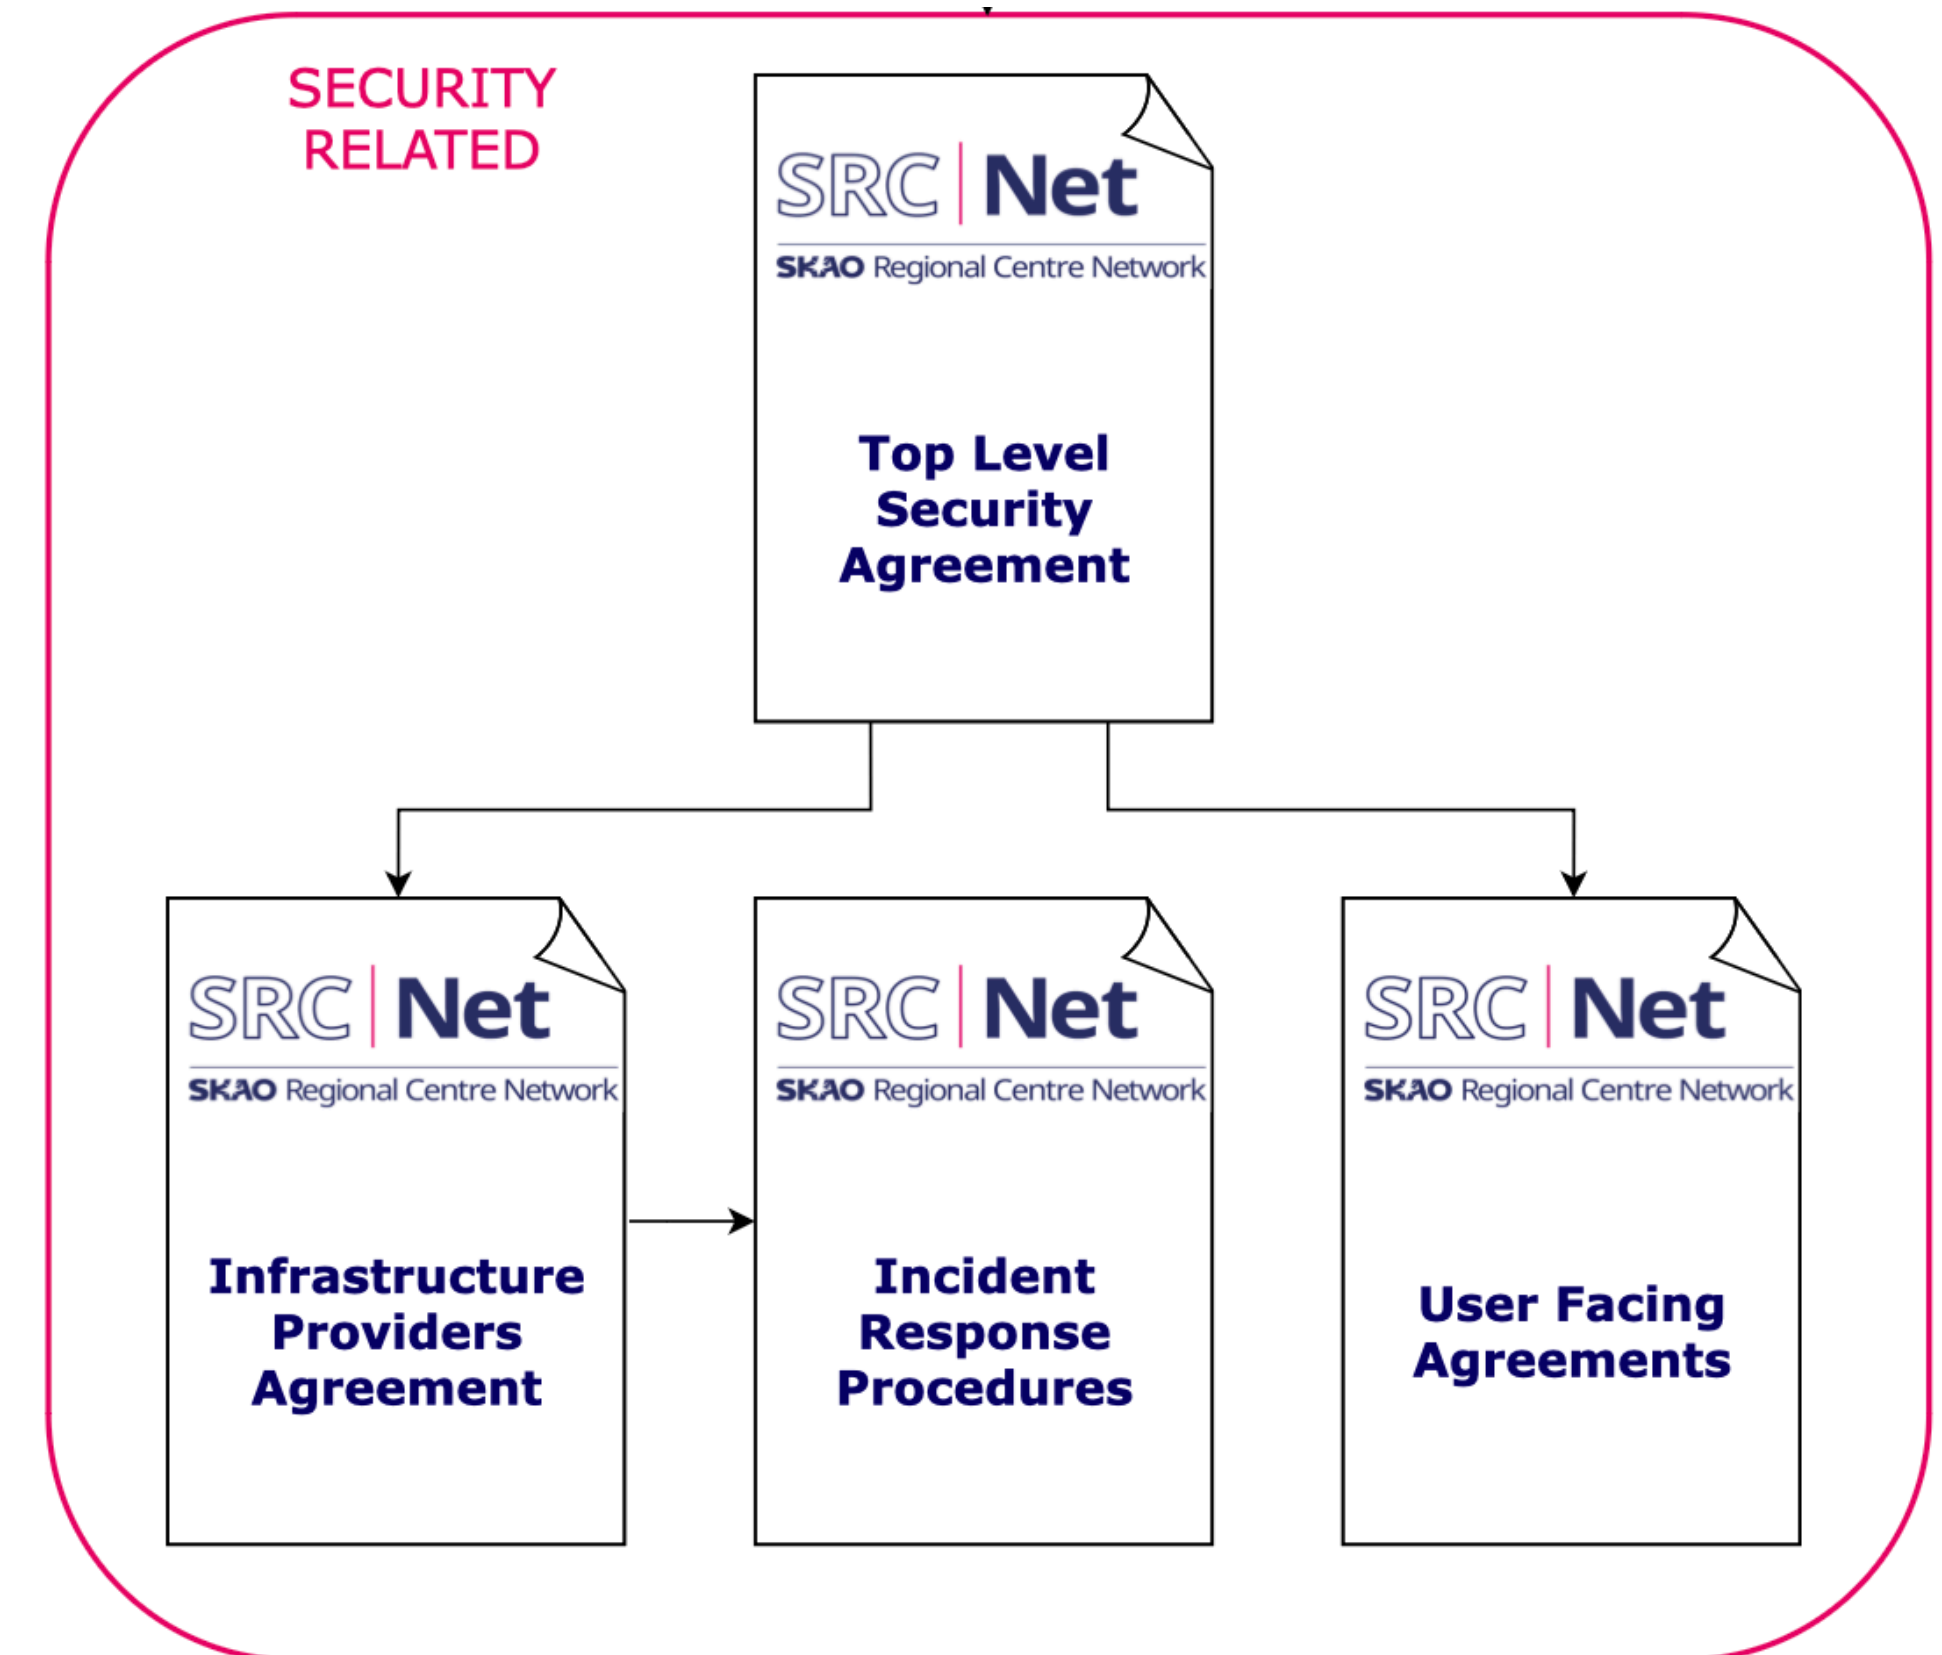 SECURITY
RELATED
SRC | Net
SKAO Regional Centre Network
Top Level
Security
Agreement
SRC | Net
SKAO Regional Centre Network
Infrastructure
Providers
Agreement
SRC | Net
SKAO Regional Centre Network
Incident
Response
Procedures
SRC | Net
SKAO Regional Centre Network
User Facing
Agreements